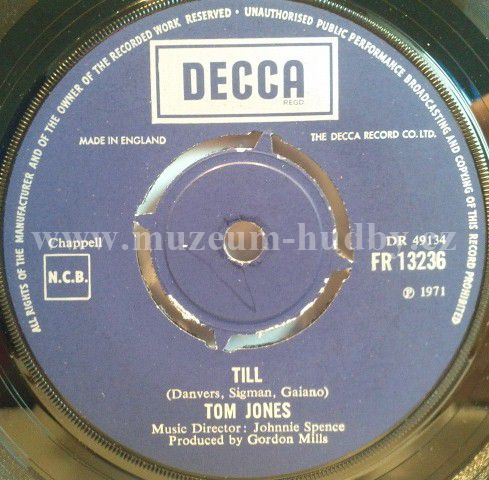 ALL RIGHTS OF THE MANUFACTURER AND OF THE OWNER OF THE RECORDED WORK RESERVED • UNAUTHORISED PUBLIC PERFORMANCE BROADCASTING AND COPYING OF THIS RECORD PROHIBITED
DECCA
REGD.
MADE IN ENGLAND
THE DECCA RECORD CO. LTD.
www.muzeum-hudby.cz
Chappell
DR 49134
N.C.B.
FR 13236
℗ 1971
TILL
(Danvers, Sigman, Gaiano)
TOM JONES
Music Director: Johnnie Spence
Produced by Gordon Mills